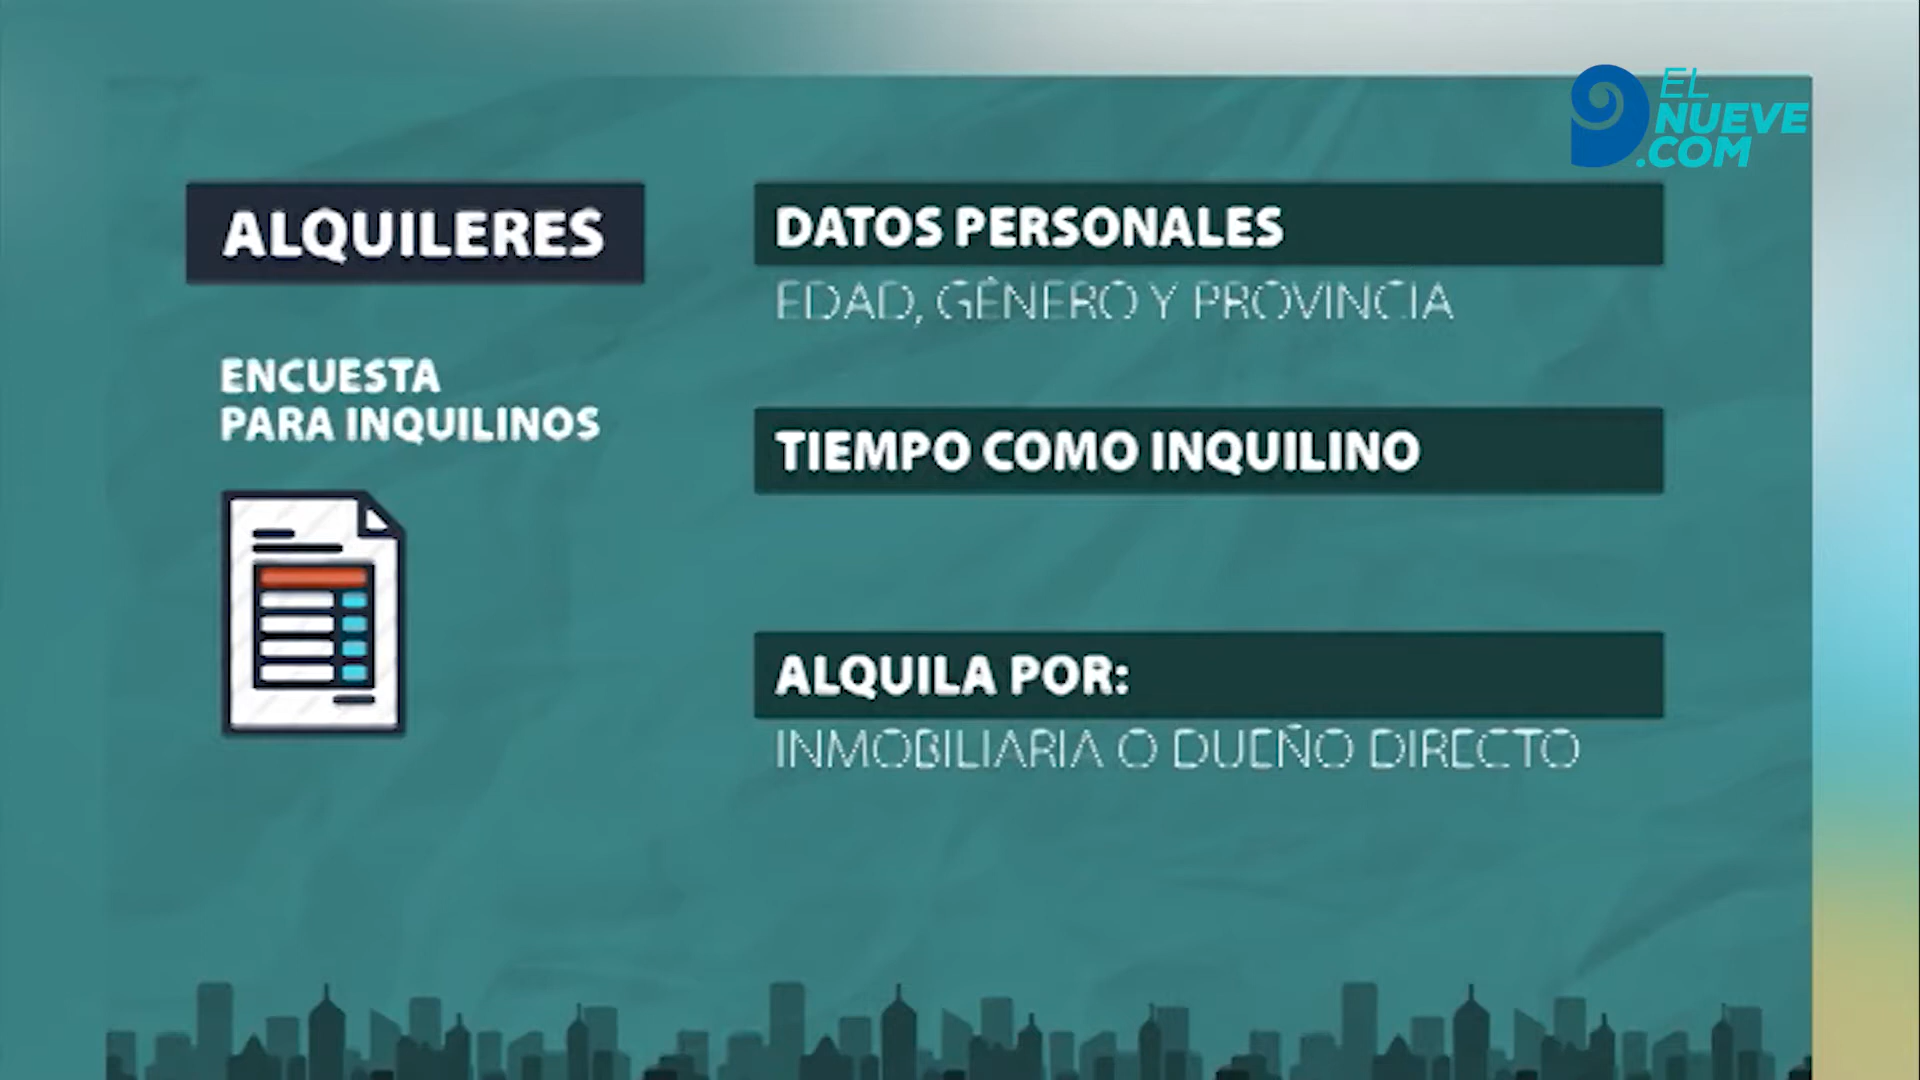 EL
NUEVE
.COM
ALQUILERES
ENCUESTA
PARA INQUILINOS
DATOS PERSONALES
EDAD, GÉNERO Y PROVINCIA
TIEMPO COMO INQUILINO
ALQUILA POR:
INMOBILIARIA O DUEÑO DIRECTO